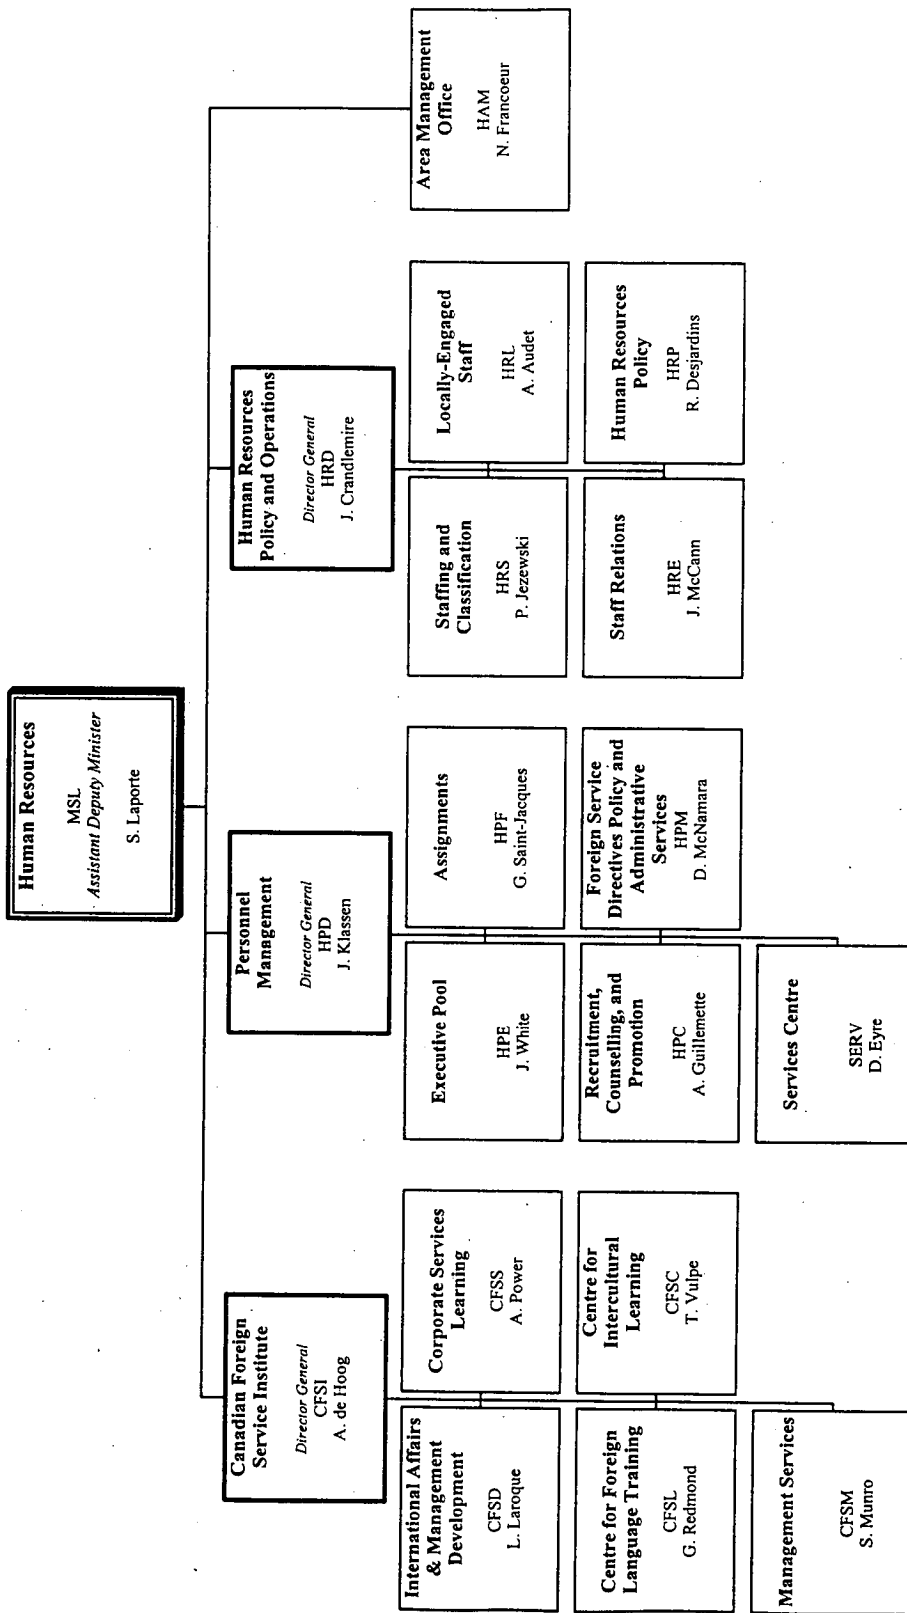 Human Resources
MSL
Assistant Deputy Minister
S. Laporte
Canadian Foreign
Service Institute
Director General
CFSI
A. de Hoog
International Affairs
& Management
Development
CFSD
L. Laroque
Corporate Services
Learning
CFSS
A. Power
Centre for Foreign
Language Training
CFSL
G. Redmond
Centre for
Intercultural
Learning
CFSC
T. Vulpe
Management Services
CFSM
S. Munro
Personnel
Management
Director General
HPD
J. Klassen
Executive Pool
HPE
J. White
Assignments
HPF
G. Saint-Jacques
Recruitment,
Counselling, and
Promotion
HPC
A. Guillemette
Foreign Service
Directives Policy and
Administrative
Services
HPM
D. McNamara
Services Centre
SERV
D. Eyre
Human Resources
Policy and Operations
Director General
HRD
J. Crandlemire
Staffing and
Classification
HRS
P. Jezewski
Locally-Engaged
Staff
HRL
A. Audet
Staff Relations
HRE
J. McCann
Human Resources
Policy
HRP
R. Desjardins
Area Management
Office
HAM
N. Francoeur